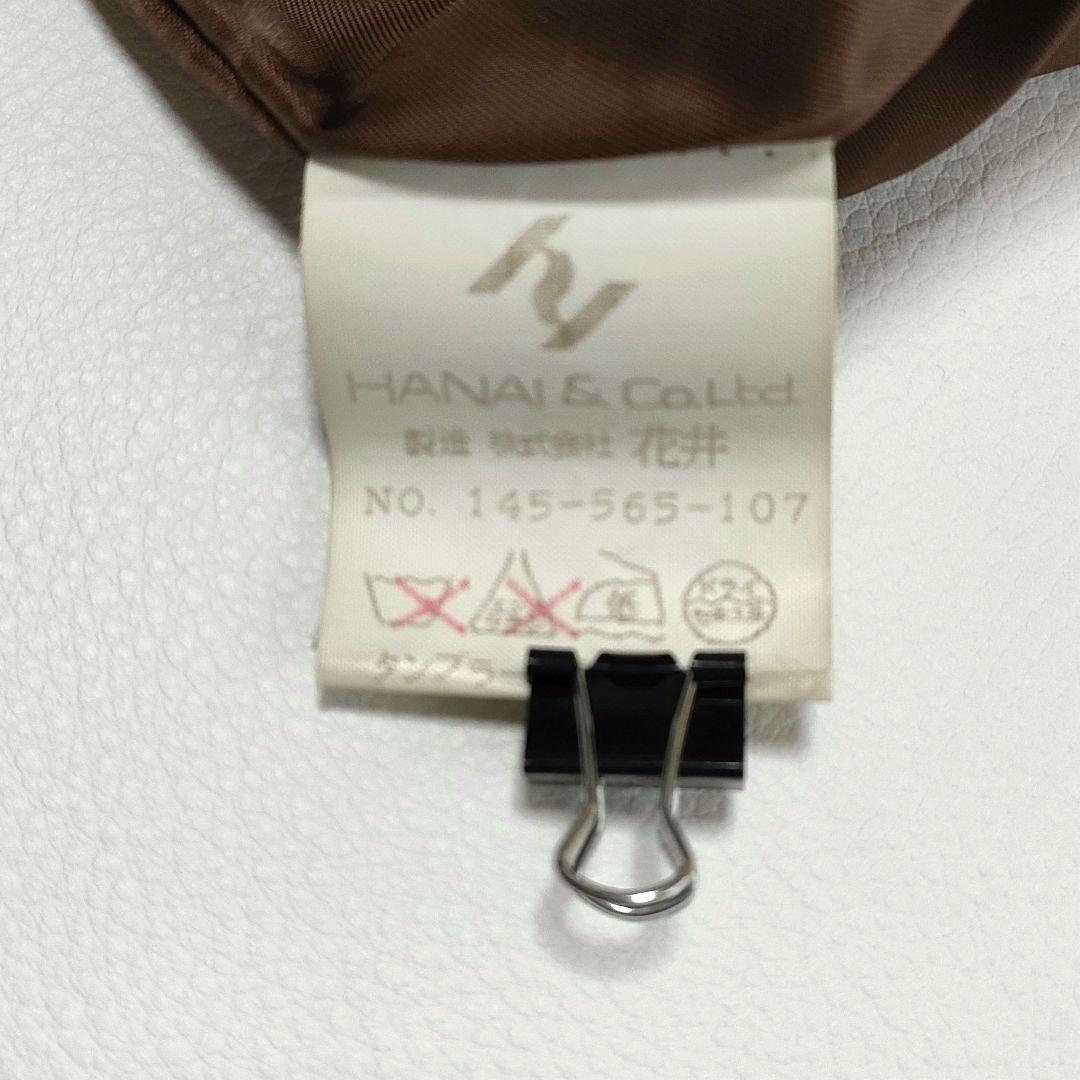 hy
HANAI & Co.Ltd.
製造 株式会社 花井
NO. 145-565-107
低 ドライ
タンブラー